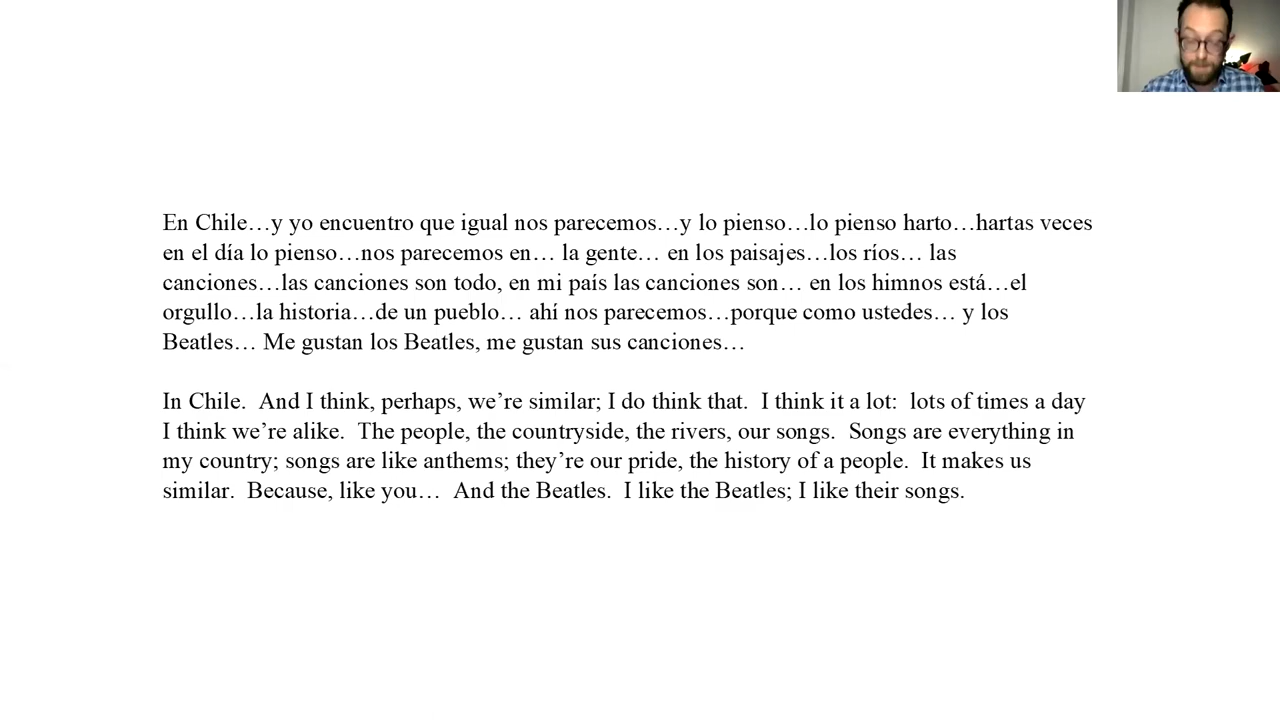 En Chile…y yo encuentro que igual nos parecemos…y lo pienso…lo pienso harto…hartas veces
en el día lo pienso…nos parecemos en… la gente… en los paisajes…los ríos… las
canciones…las canciones son todo, en mi país las canciones son… en los himnos está…el
orgullo…la historia…de un pueblo… ahí nos parecemos…porque como ustedes… y los
Beatles… Me gustan los Beatles, me gustan sus canciones…
In Chile.  And I think, perhaps, we’re similar; I do think that.  I think it a lot:  lots of times a day
I think we’re alike.  The people, the countryside, the rivers, our songs.  Songs are everything in
my country; songs are like anthems; they’re our pride, the history of a people.  It makes us
similar.  Because, like you…  And the Beatles.  I like the Beatles; I like their songs.